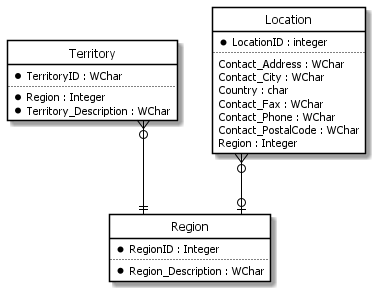 Territory
TerritoryID : WChar
Region : Integer
Territory_Description : WChar
Location
LocationID : integer
Contact_Address : WChar
Contact_City : WChar
Country : char
Contact_Fax : WChar
Contact_Phone : WChar
Contact_PostalCode : WChar
Region : Integer
Region
RegionID : Integer
Region_Description : WChar